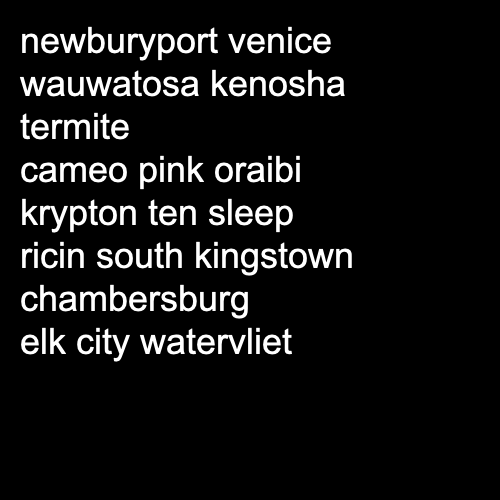 newburyport venice
wauwatosa kenosha
termite
cameo pink oraibi
krypton ten sleep
ricin south kingstown
chambersburg
elk city watervliet